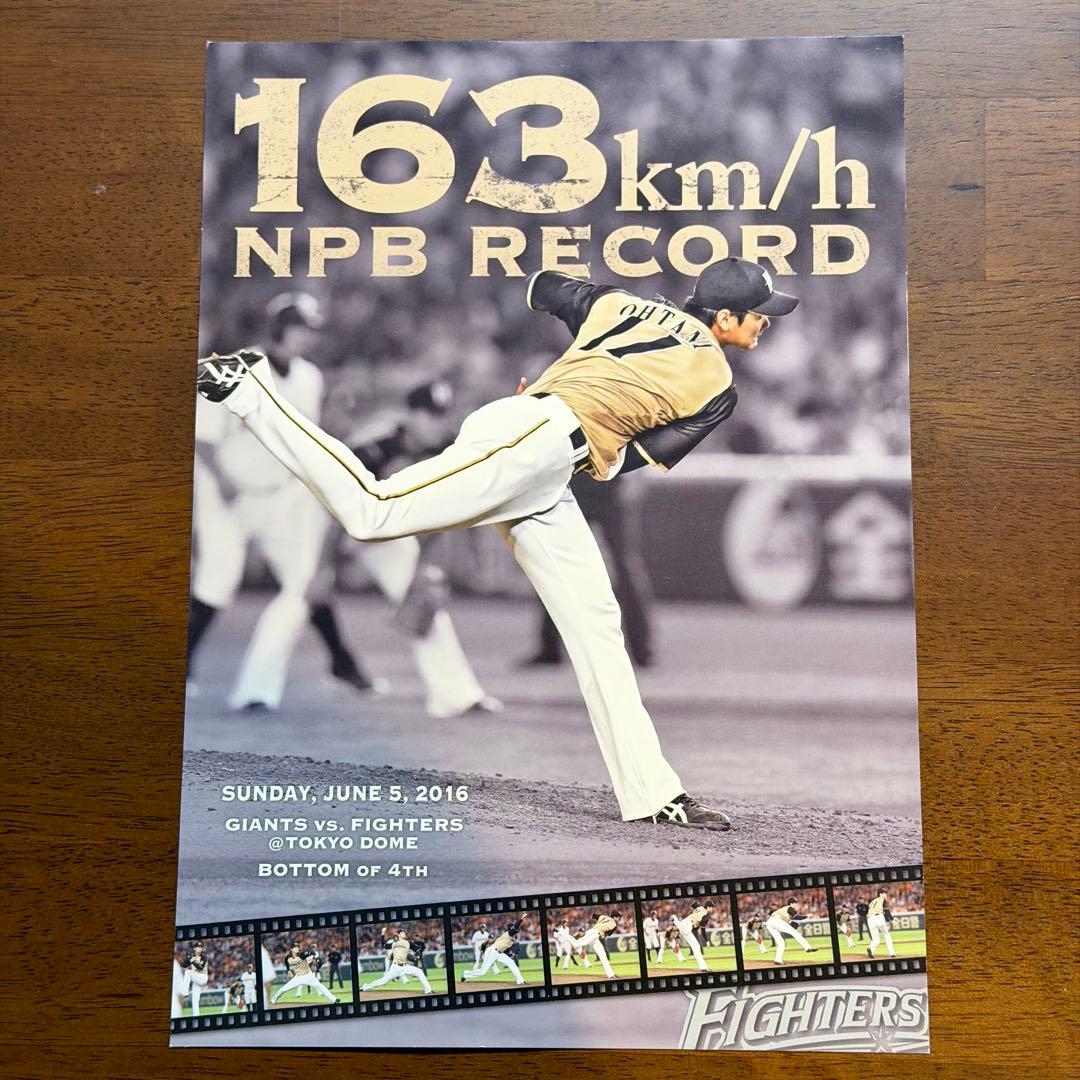 163km/h
NPB RECORD
OHTANI
11
SUNDAY, JUNE 5, 2016
GIANTS vs. FIGHTERS
@TOKYO DOME
BOTTOM OF 4TH
FIGHTERS